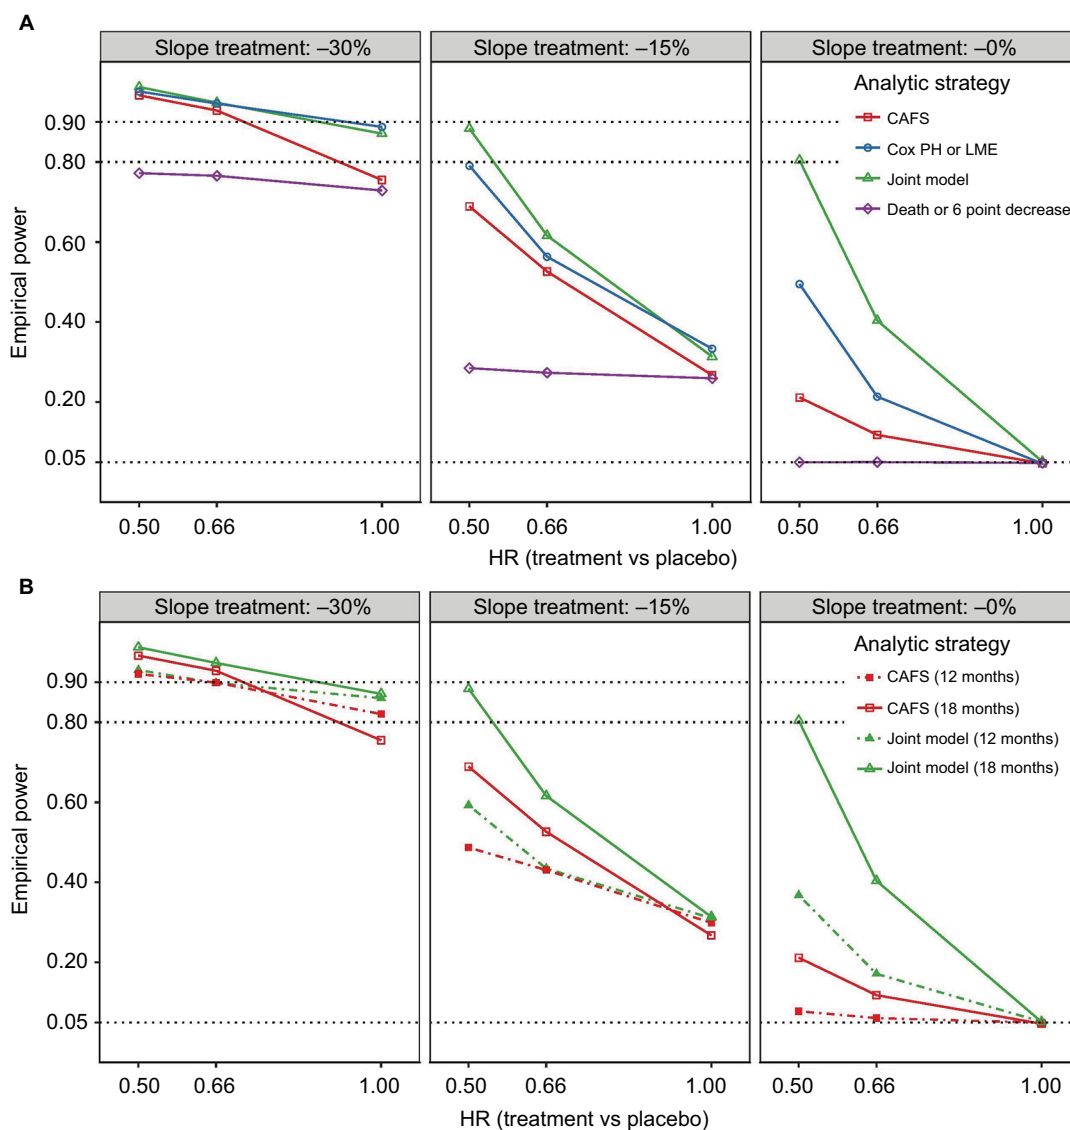 A
Slope treatment: –30%
Slope treatment: –15%
Slope treatment: –0%
Empirical power
0.90
0.80
0.60
0.40
0.20
0.05
Analytic strategy
CAFS
Cox PH or LME
Joint model
Death or 6 point decrease
0.50 0.66 1.00
0.50 0.66 1.00
0.50 0.66 1.00
HR (treatment vs placebo)
B
Slope treatment: –30%
Slope treatment: –15%
Slope treatment: –0%
Empirical power
0.90
0.80
0.60
0.40
0.20
0.05
Analytic strategy
CAFS (12 months)
CAFS (18 months)
Joint model (12 months)
Joint model (18 months)
0.50 0.66 1.00
0.50 0.66 1.00
0.50 0.66 1.00
HR (treatment vs placebo)